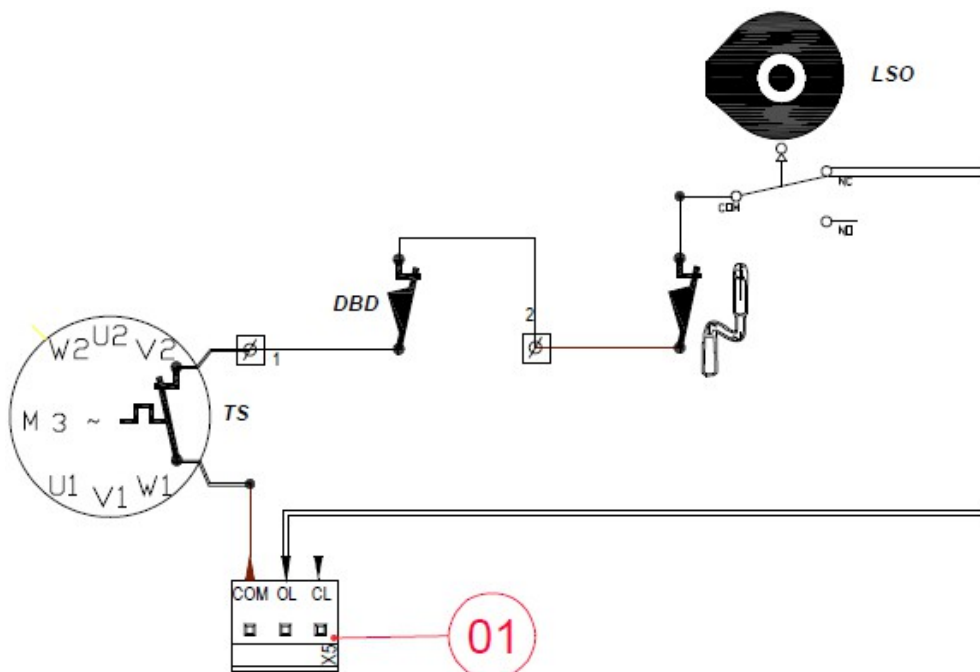 LSO
NC
COM
NO
DBD
2
1
W2 U2 V2
TS
M 3 ~
U1 V1 W1
COM OL CL
X5
01